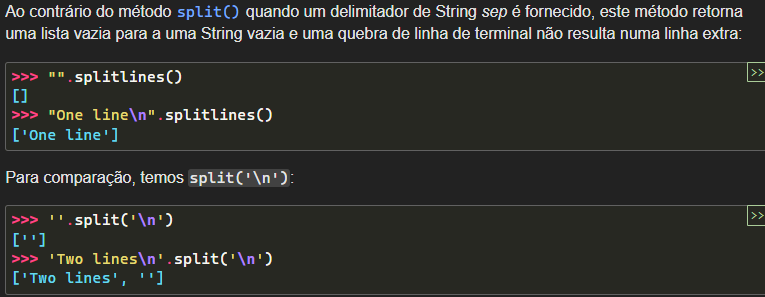 Ao contrário do método split() quando um delimitador de String sep é fornecido, este método retorna
uma lista vazia para a uma String vazia e uma quebra de linha de terminal não resulta numa linha extra:
>>> "".splitlines()
[]
>>> "One line\n".splitlines()
['One line']
>>
Para comparação, temos split('\n'):
>>> ''.split('\n')
['']
>>> 'Two lines\n'.split('\n')
['Two lines', '']
>>